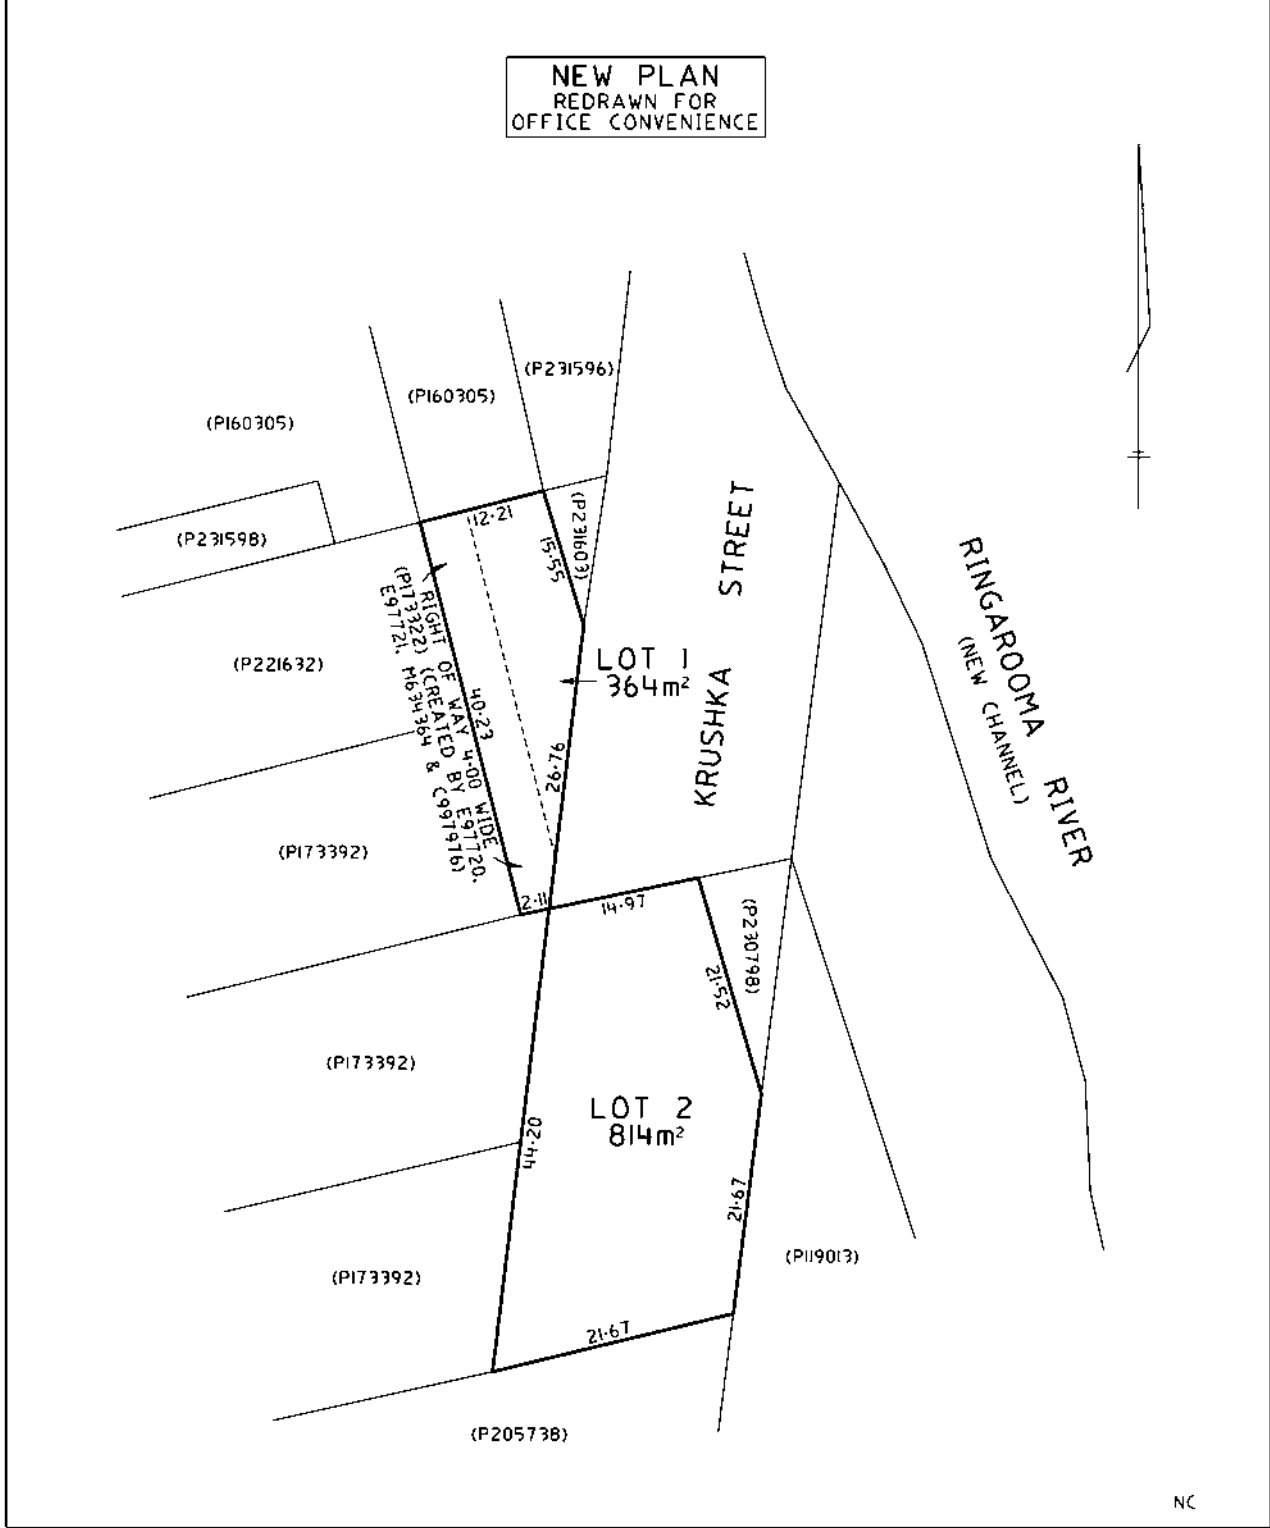 NEW PLAN
REDRAWN FOR
OFFICE CONVENIENCE
(P231596)
(P160305)
(P160305)
(P231598)
12·21
15·55
(P231603)
KRUSHKA STREET
RINGAROOMA RIVER
(NEW CHANNEL)
RIGHT OF WAY 4·00 WIDE
(P173322) (CREATED BY E97720,
E97721, M634364 & C997976)
40·23
(P221632)
LOT 1
364m²
26·76
(P173392)
2·11
14·97
(P230798)
21·52
(P173392)
LOT 2
814m²
44·20
21·67
(P119013)
(P173392)
21·67
(P205738)
NC